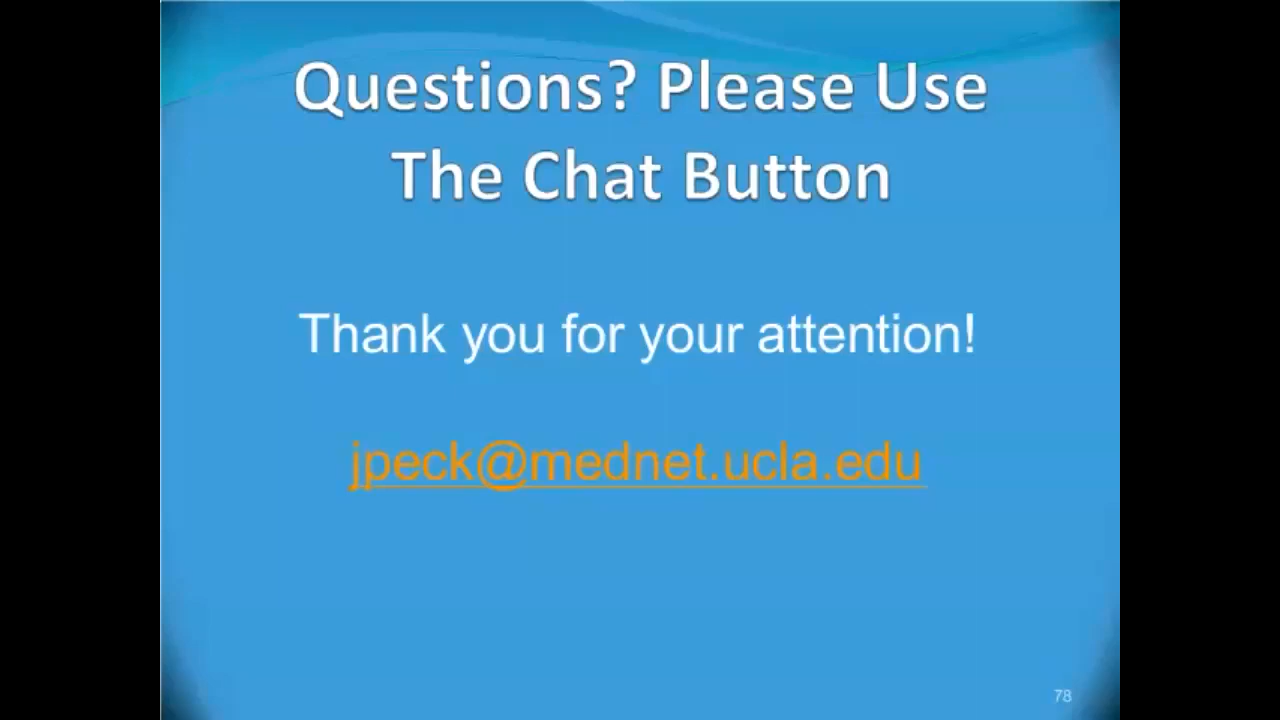 Questions? Please Use
The Chat Button
Thank you for your attention!
jpeck@mednet.ucla.edu
78